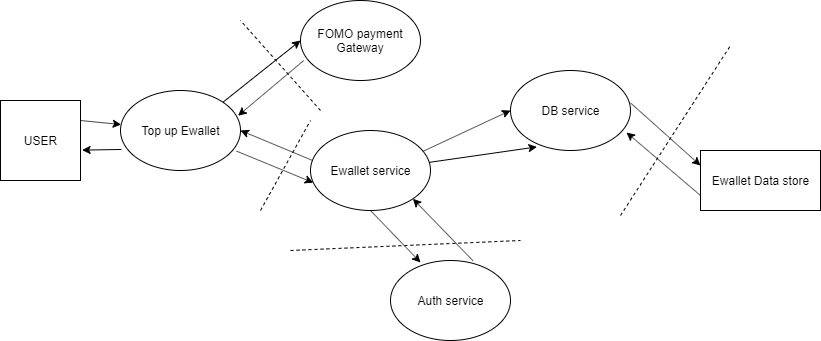 FOMO payment
Gateway
USER
Top up Ewallet
DB service
Ewallet service
Ewallet Data store
Auth service